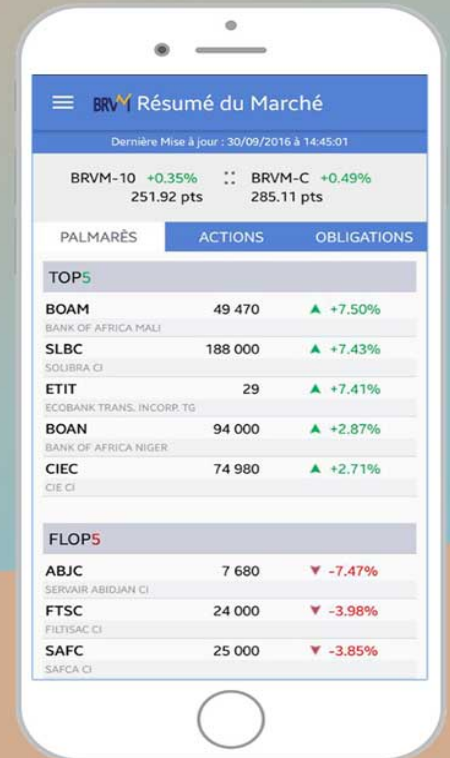 BRVM Résumé du Marché
Dernière Mise à jour : 30/09/2016 à 14:45:01
BRVM-10 +0.35% :: BRVM-C +0.49%
251.92 pts 285.11 pts
PALMARÈS ACTIONS OBLIGATIONS
TOP5
BOAM 49 470 ▲ +7.50%
BANK OF AFRICA MALI
SLBC 188 000 ▲ +7.43%
SOLIBRA CI
ETIT 29 ▲ +7.41%
ECOBANK TRANS. INCORP. TG
BOAN 94 000 ▲ +2.87%
BANK OF AFRICA NIGER
CIEC 74 980 ▲ +2.71%
CIE CI
FLOP5
ABJC 7 680 ▼ -7.47%
SERVAIR ABIDJAN CI
FTSC 24 000 ▼ -3.98%
FILTISAC CI
SAFC 25 000 ▼ -3.85%
SAFCA CI